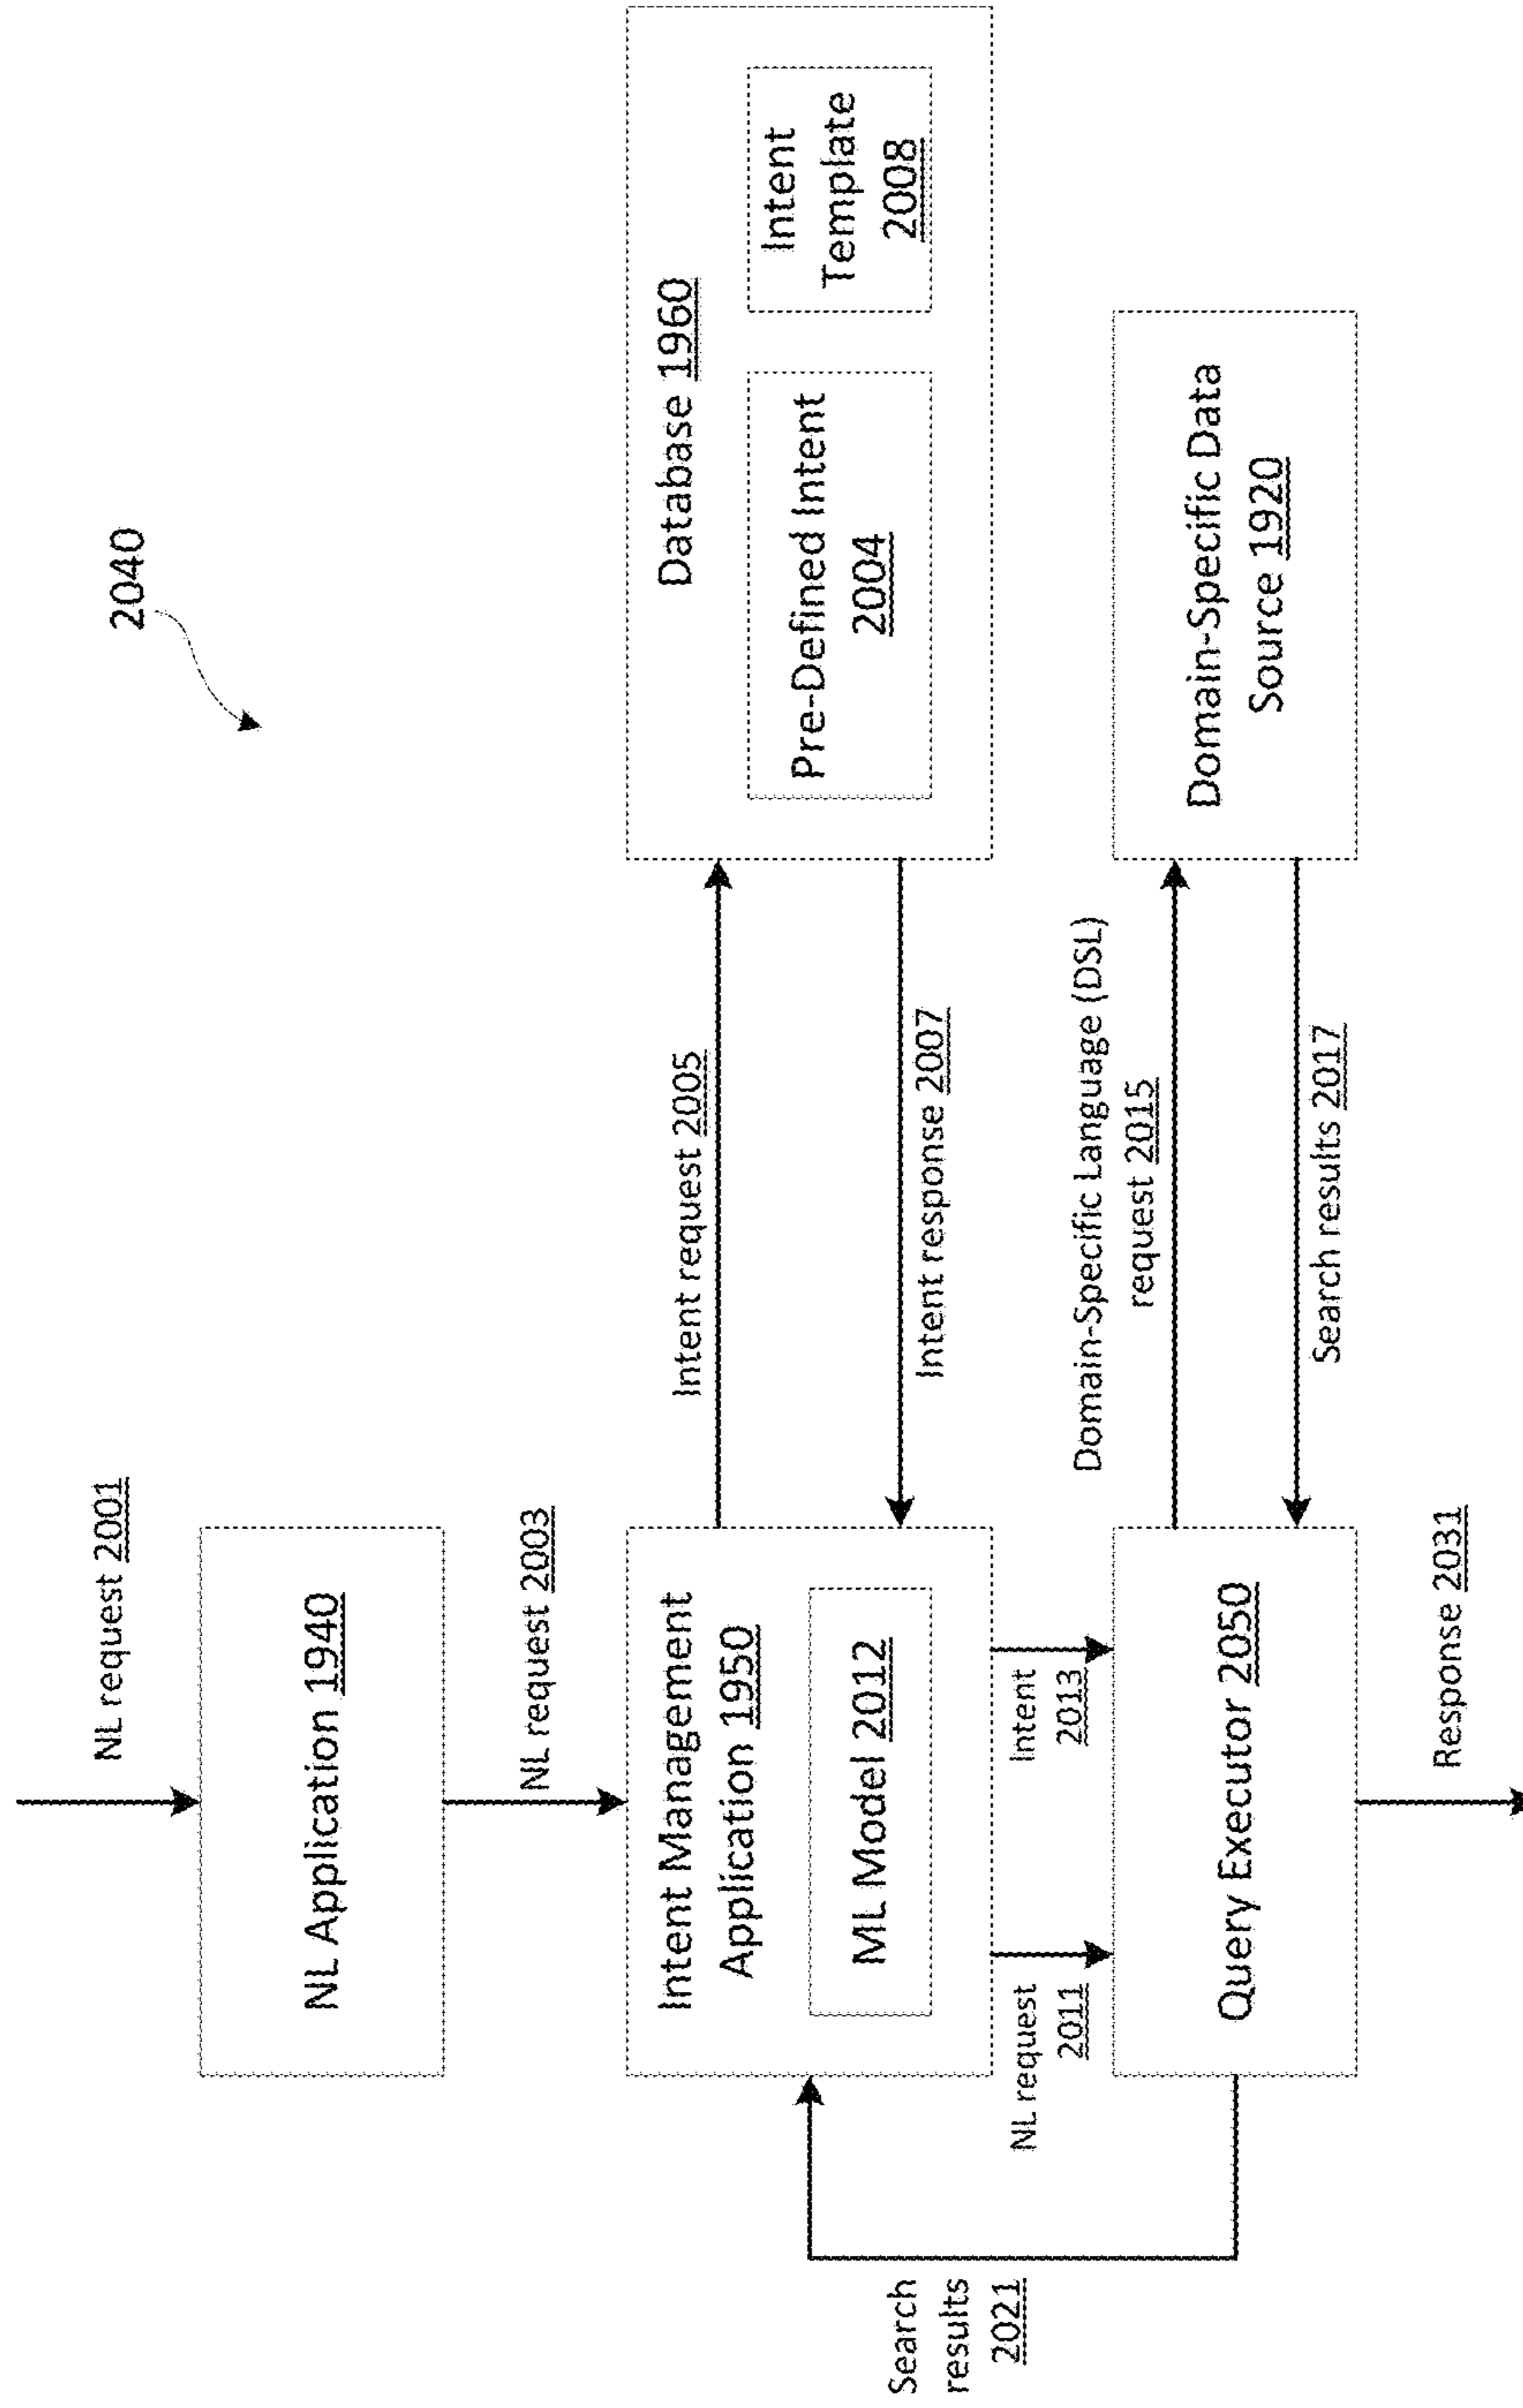 2040
NL request 2001
NL Application 1940
NL request 2003
Intent Management
Application 1950
ML Model 2012
Intent request 2005
Intent response 2007
Database 1960
Pre-Defined Intent
2004
Intent
Template
2008
Search
results
2021
NL request
2011
Intent
2013
Query Executor 2050
Domain-Specific Language (DSL)
request 2015
Search results 2017
Domain-Specific Data
Source 1920
Response 2031